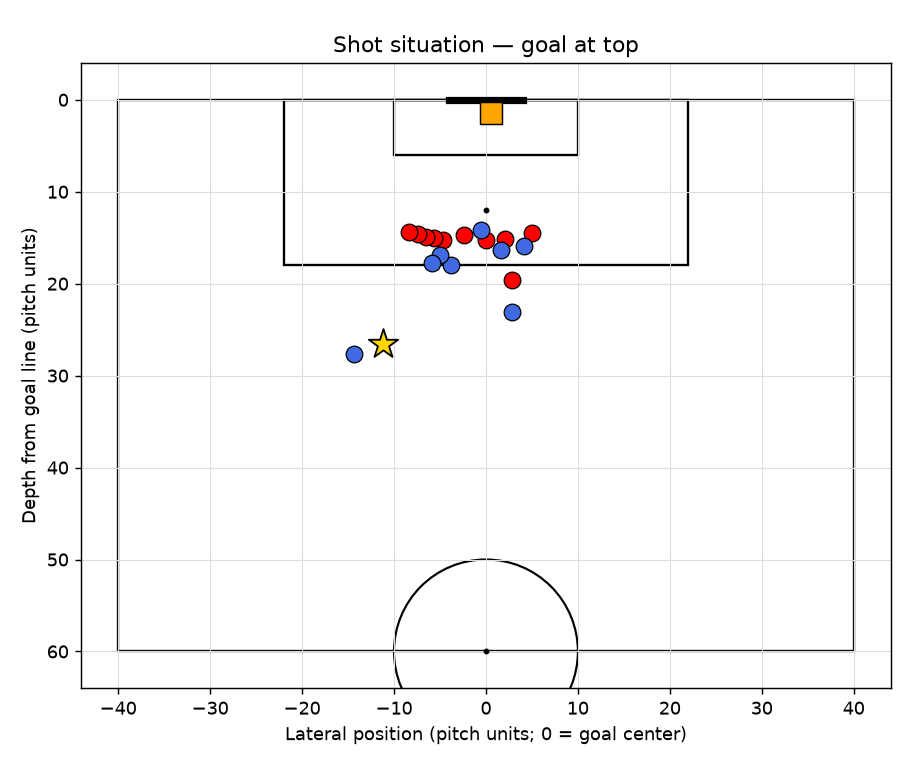 Shot situation — goal at top
Depth from goal line (pitch units)
0
10
20
30
40
50
60
−40 −30 −20 −10 0 10 20 30 40
Lateral position (pitch units; 0 = goal center)